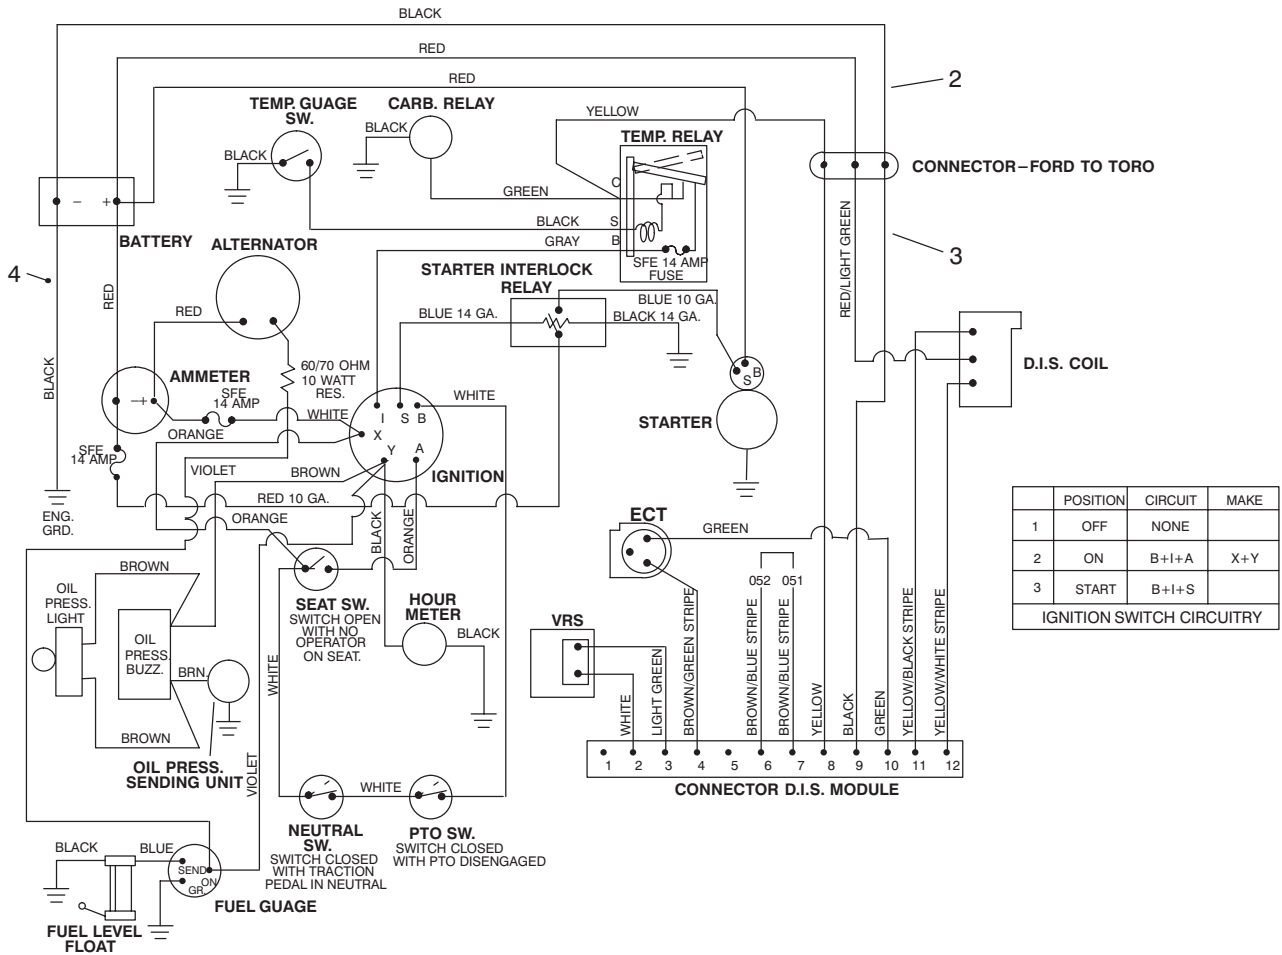 BLACK
RED
RED
2
TEMP. GUAGE
SW.
CARB. RELAY
YELLOW
BLACK
TEMP. RELAY
BLACK
CONNECTOR–FORD TO TORO
GREEN
C
BLACK
S
GRAY
B
- +
BATTERY
ALTERNATOR
SFE 14 AMP
FUSE
3
4
RED
RED
STARTER INTERLOCK
RELAY
BLUE 10 GA.
BLUE 14 GA.
BLACK 14 GA.
RED/LIGHT GREEN
D.I.S. COIL
BLACK
AMMETER
60/70 OHM
10 WATT
RES.
SFE
14 AMP
-+
WHITE
WHITE
B
S
STARTER
I S B
X
Y A
ORANGE
SFE
14 AMP
VIOLET
BROWN
IGNITION
RED 10 GA.
ENG.
GRD.
ORANGE
BLACK
ORANGE
ECT
GREEN
POSITION CIRCUIT MAKE
1 OFF NONE
2 ON B+I+A X+Y
3 START B+I+S
IGNITION SWITCH CIRCUITRY
BROWN
OIL
PRESS.
LIGHT
OIL
PRESS.
BUZZ.
BRN.
BROWN
OIL PRESS.
SENDING UNIT
SEAT SW.
SWITCH OPEN
WITH NO
OPERATOR
ON SEAT.
HOUR
METER
BLACK
WHITE
VIOLET
VRS
052 051
WHITE
LIGHT GREEN
BROWN/GREEN STRIPE
BROWN/BLUE STRIPE
BROWN/BLUE STRIPE
YELLOW
BLACK
GREEN
YELLOW/BLACK STRIPE
YELLOW/WHITE STRIPE
1 2 3 4 5 6 7 8 9 10 11 12
CONNECTOR D.I.S. MODULE
WHITE
NEUTRAL
SW.
SWITCH CLOSED
WITH TRACTION
PEDAL IN NEUTRAL
PTO SW.
SWITCH CLOSED
WITH PTO DISENGAGED
BLACK
BLUE
SEND
ON
GR.
FUEL GUAGE
FUEL LEVEL
FLOAT